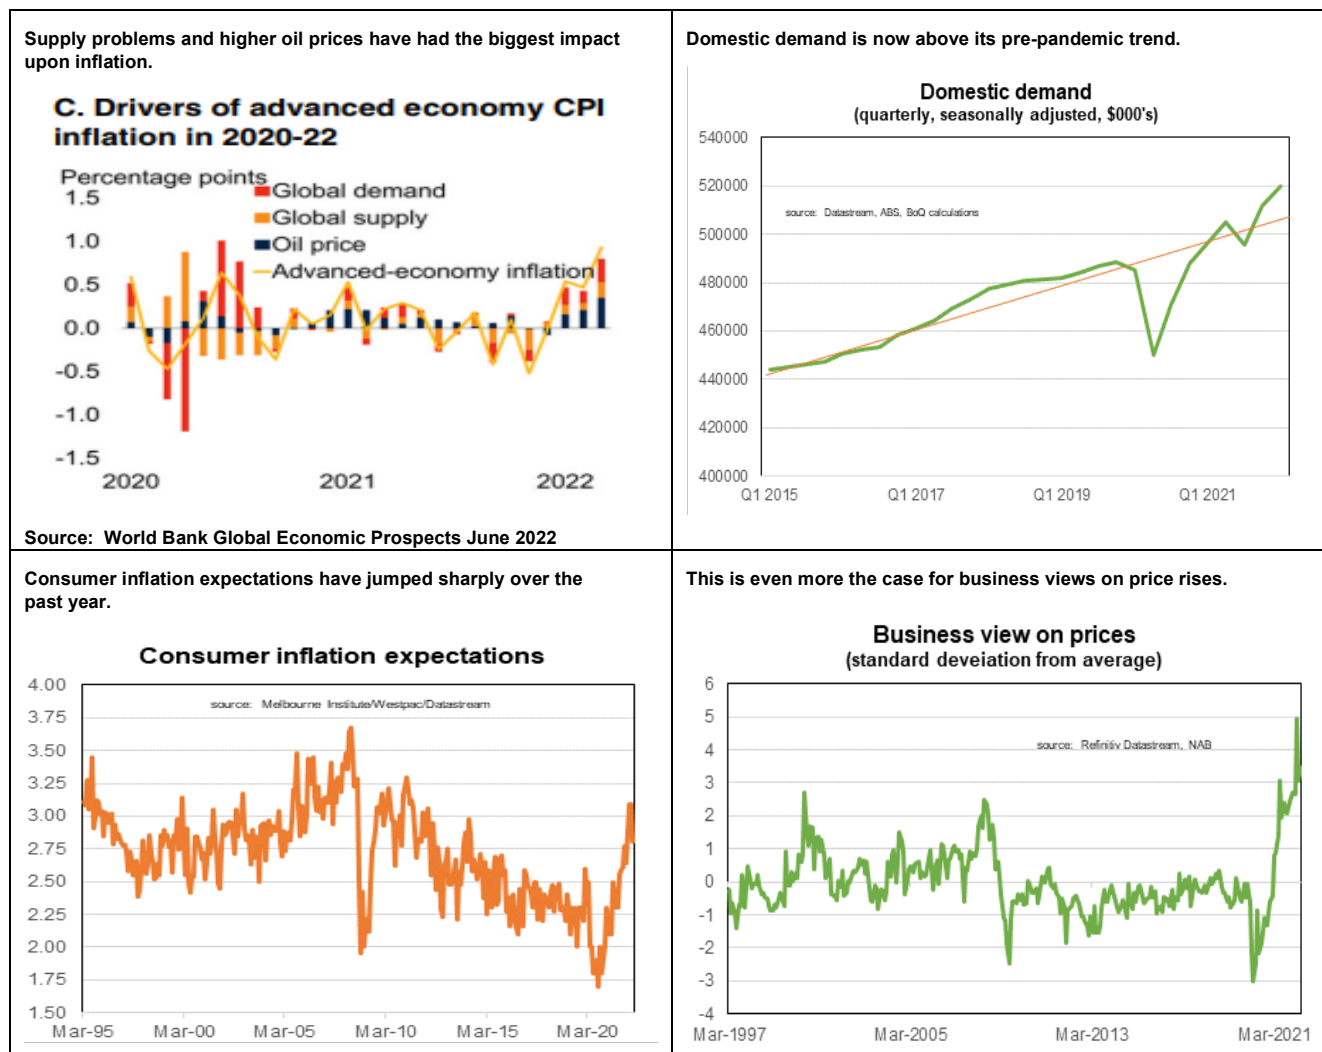 Supply problems and higher oil prices have had the biggest impact
upon inflation.
C. Drivers of advanced economy CPI
inflation in 2020-22
Percentage points
Global demand
Global supply
Oil price
Advanced-economy inflation
1.5
1.0
0.5
0.0
-0.5
-1.0
-1.5
2020 2021 2022
Source: World Bank Global Economic Prospects June 2022
Domestic demand is now above its pre-pandemic trend.
Domestic demand
(quarterly, seasonally adjusted, $000's)
source: Datastream, ABS, BoQ calculations
540000
520000
500000
480000
460000
440000
420000
400000
Q1 2015 Q1 2017 Q1 2019 Q1 2021
Consumer inflation expectations have jumped sharply over the
past year.
Consumer inflation expectations
source: Melbourne Institute/Westpac/Datastream
4.00
3.75
3.50
3.25
3.00
2.75
2.50
2.25
2.00
1.75
1.50
Mar-95 Mar-00 Mar-05 Mar-10 Mar-15 Mar-20
This is even more the case for business views on price rises.
Business view on prices
(standard deveiation from average)
source: Refinitiv Datastream, NAB
6
5
4
3
2
1
0
-1
-2
-3
-4
Mar-1997 Mar-2005 Mar-2013 Mar-2021